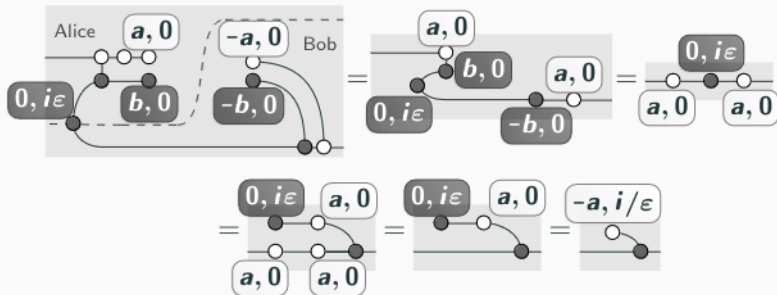 Alice a, 0 -a, 0 Bob
a, 0
b, 0 a, 0
0, iε
0, iε b, 0 -b, 0 = 0, iε = a, 0 a, 0
-b, 0
0, iε a, 0 0, iε a, 0 -a, i/ε
= = =
a, 0 a, 0